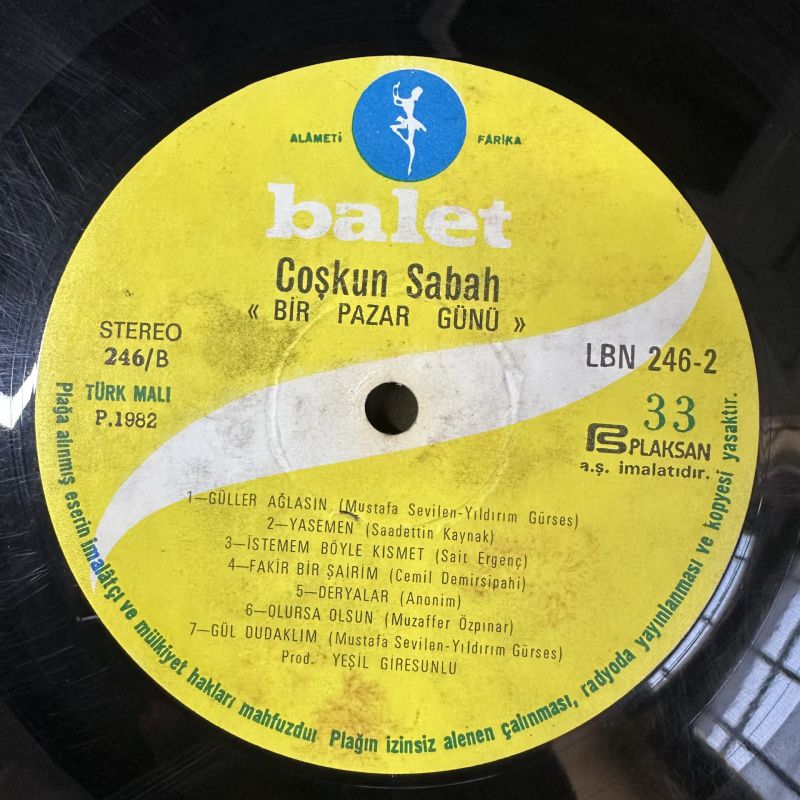 ALÂMETİ FARİKA
balet
Coşkun Sabah
« BİR PAZAR GÜNÜ »
STEREO
246/B
TÜRK MALI
P.1982
LBN 246-2
33
PS PLAKSAN
a.ş. imalatıdır.
1—GÜLLER AĞLASIN (Mustafa Sevilen-Yıldırım Gürses)
2—YASEMEN (Saadettin Kaynak)
3—İSTEMEM BÖYLE KISMET (Sait Ergenç)
4—FAKİR BİR ŞAİRİM (Cemil Demirsipahi)
5—DERYALAR (Anonim)
6—OLURSA OLSUN (Muzaffer Özpınar)
7—GÜL DUDAKLIM (Mustafa Sevilen-Yıldırım Gürses)
Prod. YEŞİL GİRESUNLU
Plağa alınmış eserin imalâtçı ve mülkiyet hakları mahfuzdur Plağın izinsiz alenen çalınması, radyoda yayınlanması ve kopyesi yasaktır.